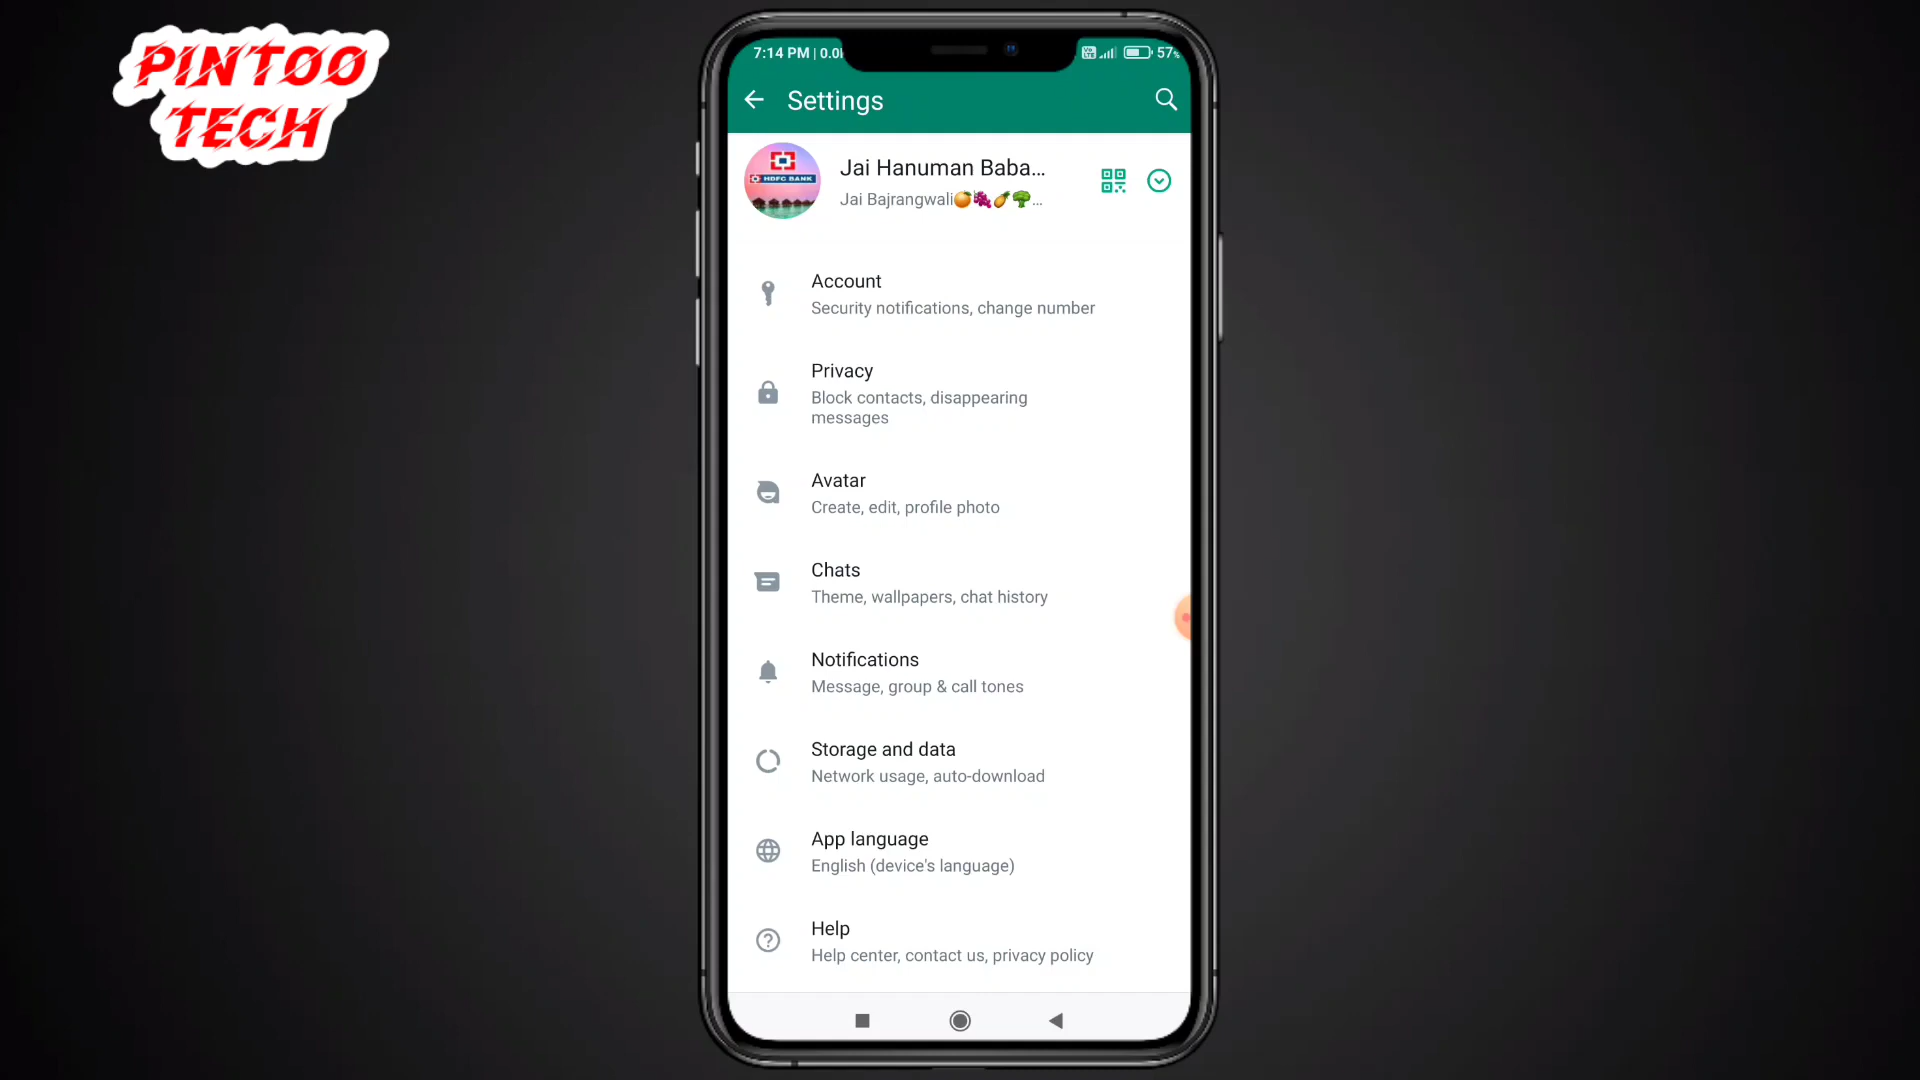 PINTOO
TECH
7:14 PM | 0.0
57%
Settings
HDFC BANK
Jai Hanuman Baba...
Jai Bajrangwali🍊🍇🍍🥦...
Account
Security notifications, change number
Privacy
Block contacts, disappearing
messages
Avatar
Create, edit, profile photo
Chats
Theme, wallpapers, chat history
Notifications
Message, group & call tones
Storage and data
Network usage, auto-download
App language
English (device's language)
Help
Help center, contact us, privacy policy